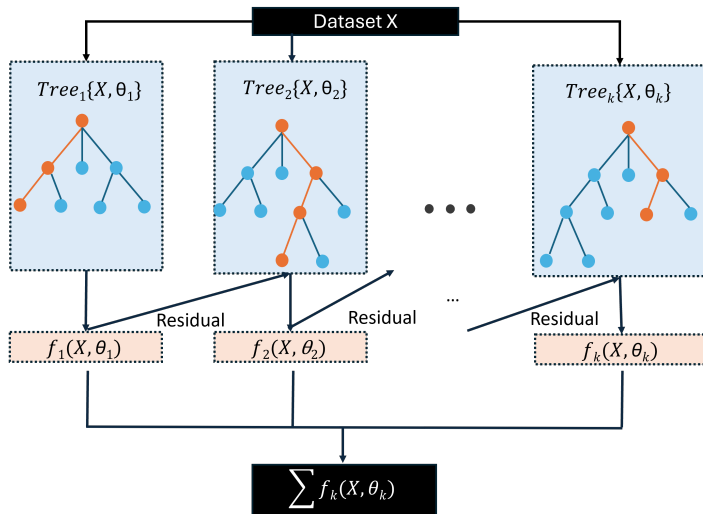 Dataset X
Tree₁{X,θ₁}
Tree₂{X,θ₂}
Treeₖ{X,θₖ}
• • •
...
Residual
Residual
Residual
f₁(X,θ₁)
f₂(X,θ₂)
fₖ(X,θₖ)
∑ fₖ(X,θₖ)